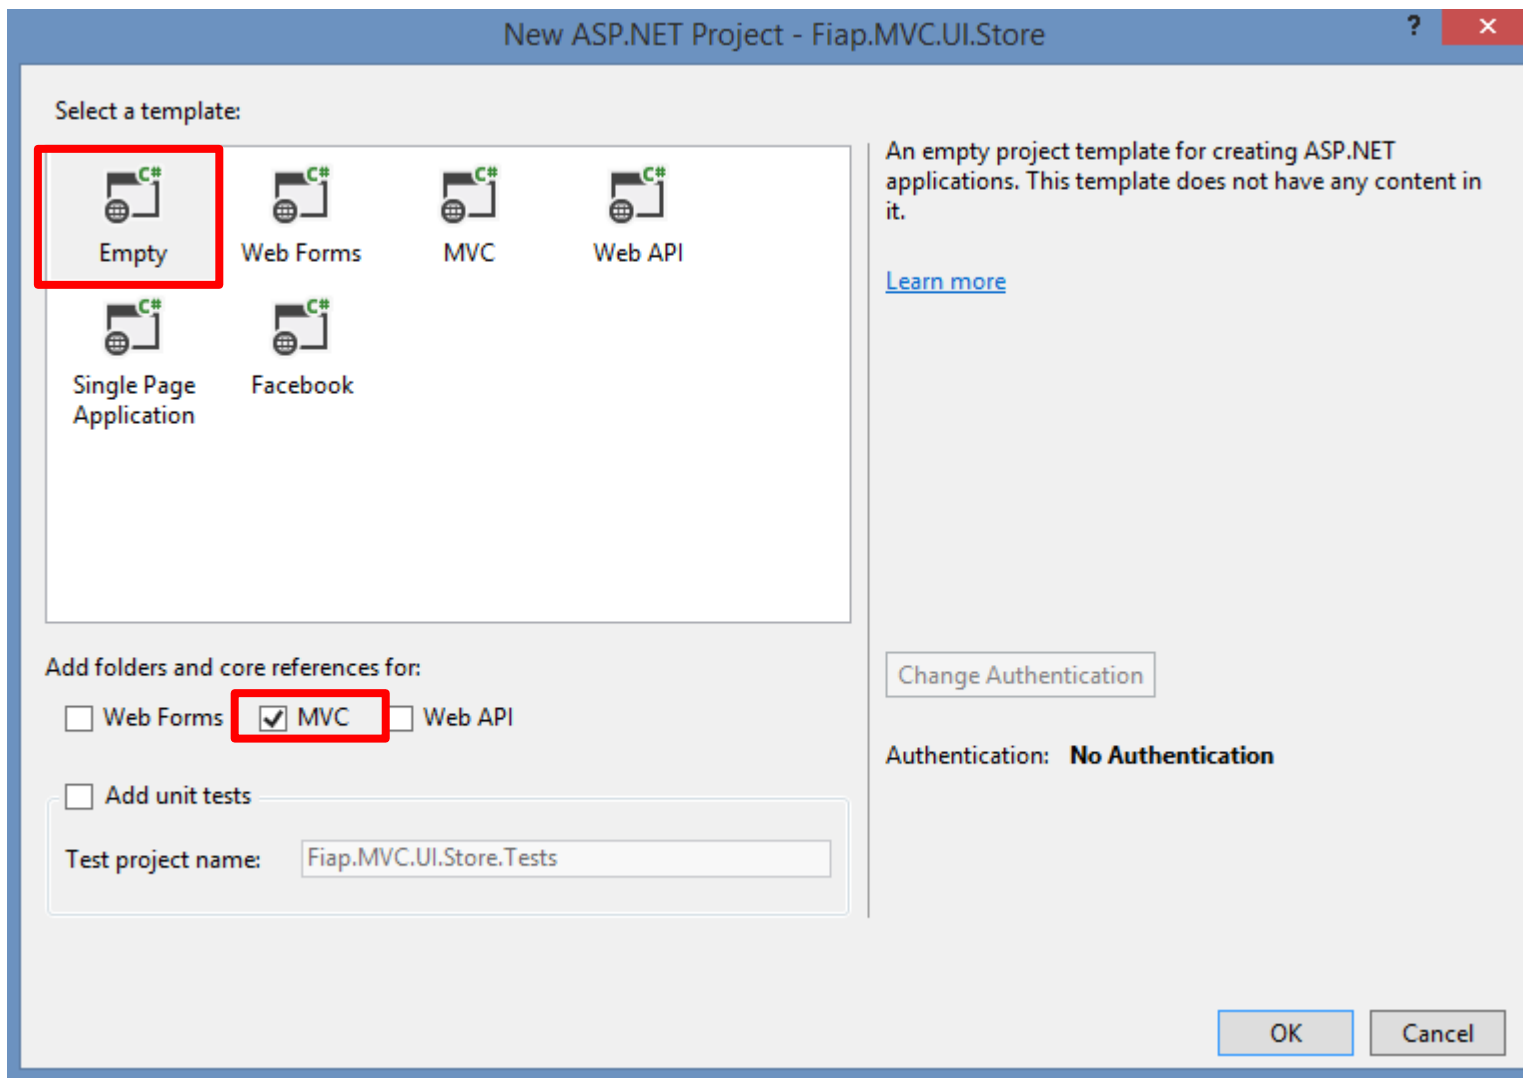 New ASP.NET Project - Fiap.MVC.UI.Store
?
Select a template:
C# C# C# C#
Empty Web Forms MVC Web API
C# C#
Single Page Facebook
Application
An empty project template for creating ASP.NET
applications. This template does not have any content in
it.
Learn more
Add folders and core references for:
Web Forms MVC Web API
Add unit tests
Test project name: Fiap.MVC.UI.Store.Tests
Change Authentication
Authentication: No Authentication
OK Cancel